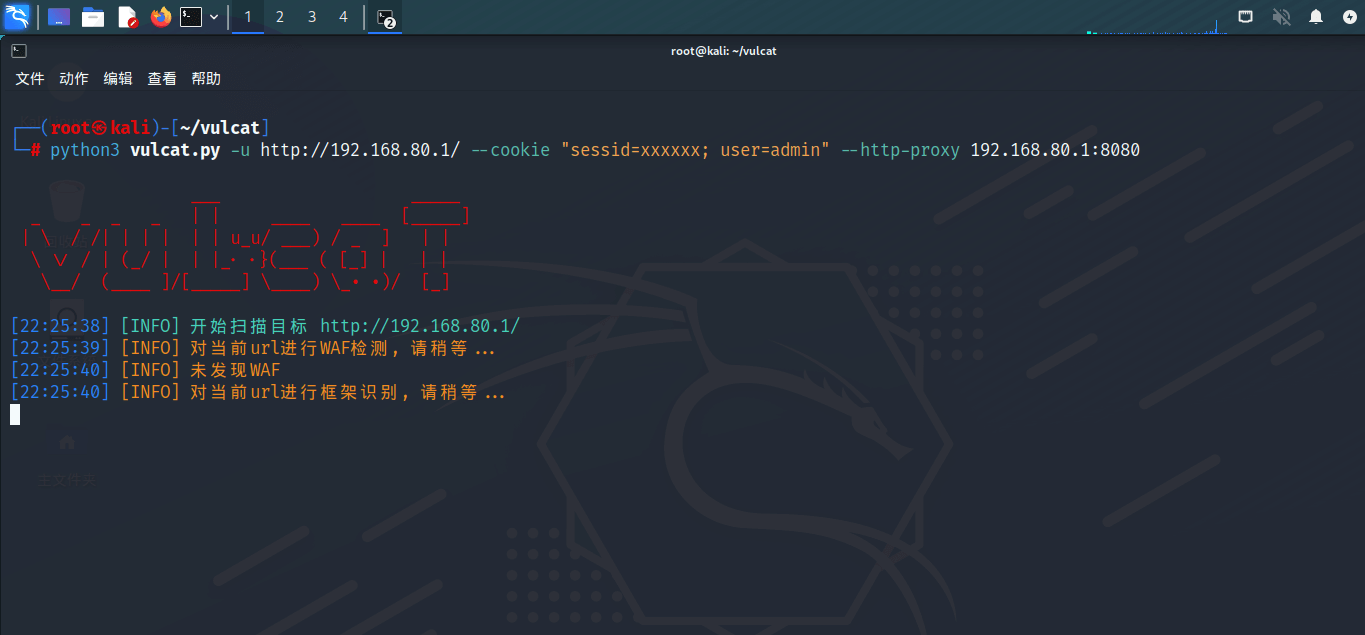 1 2 3 4 2
root@kali: ~/vulcat
文件 动作 编辑 查看 帮助
┌──(root㉿kali)-[~/vulcat]
└─# python3 vulcat.py -u http://192.168.80.1/ --cookie "sessid=xxxxxx; user=admin" --http-proxy 192.168.80.1:8080
[22:25:38] [INFO] 开始扫描目标 http://192.168.80.1/
[22:25:39] [INFO] 对当前url进行WAF检测, 请稍等...
[22:25:40] [INFO] 未发现WAF
[22:25:40] [INFO] 对当前url进行框架识别, 请稍等...
主文件夹